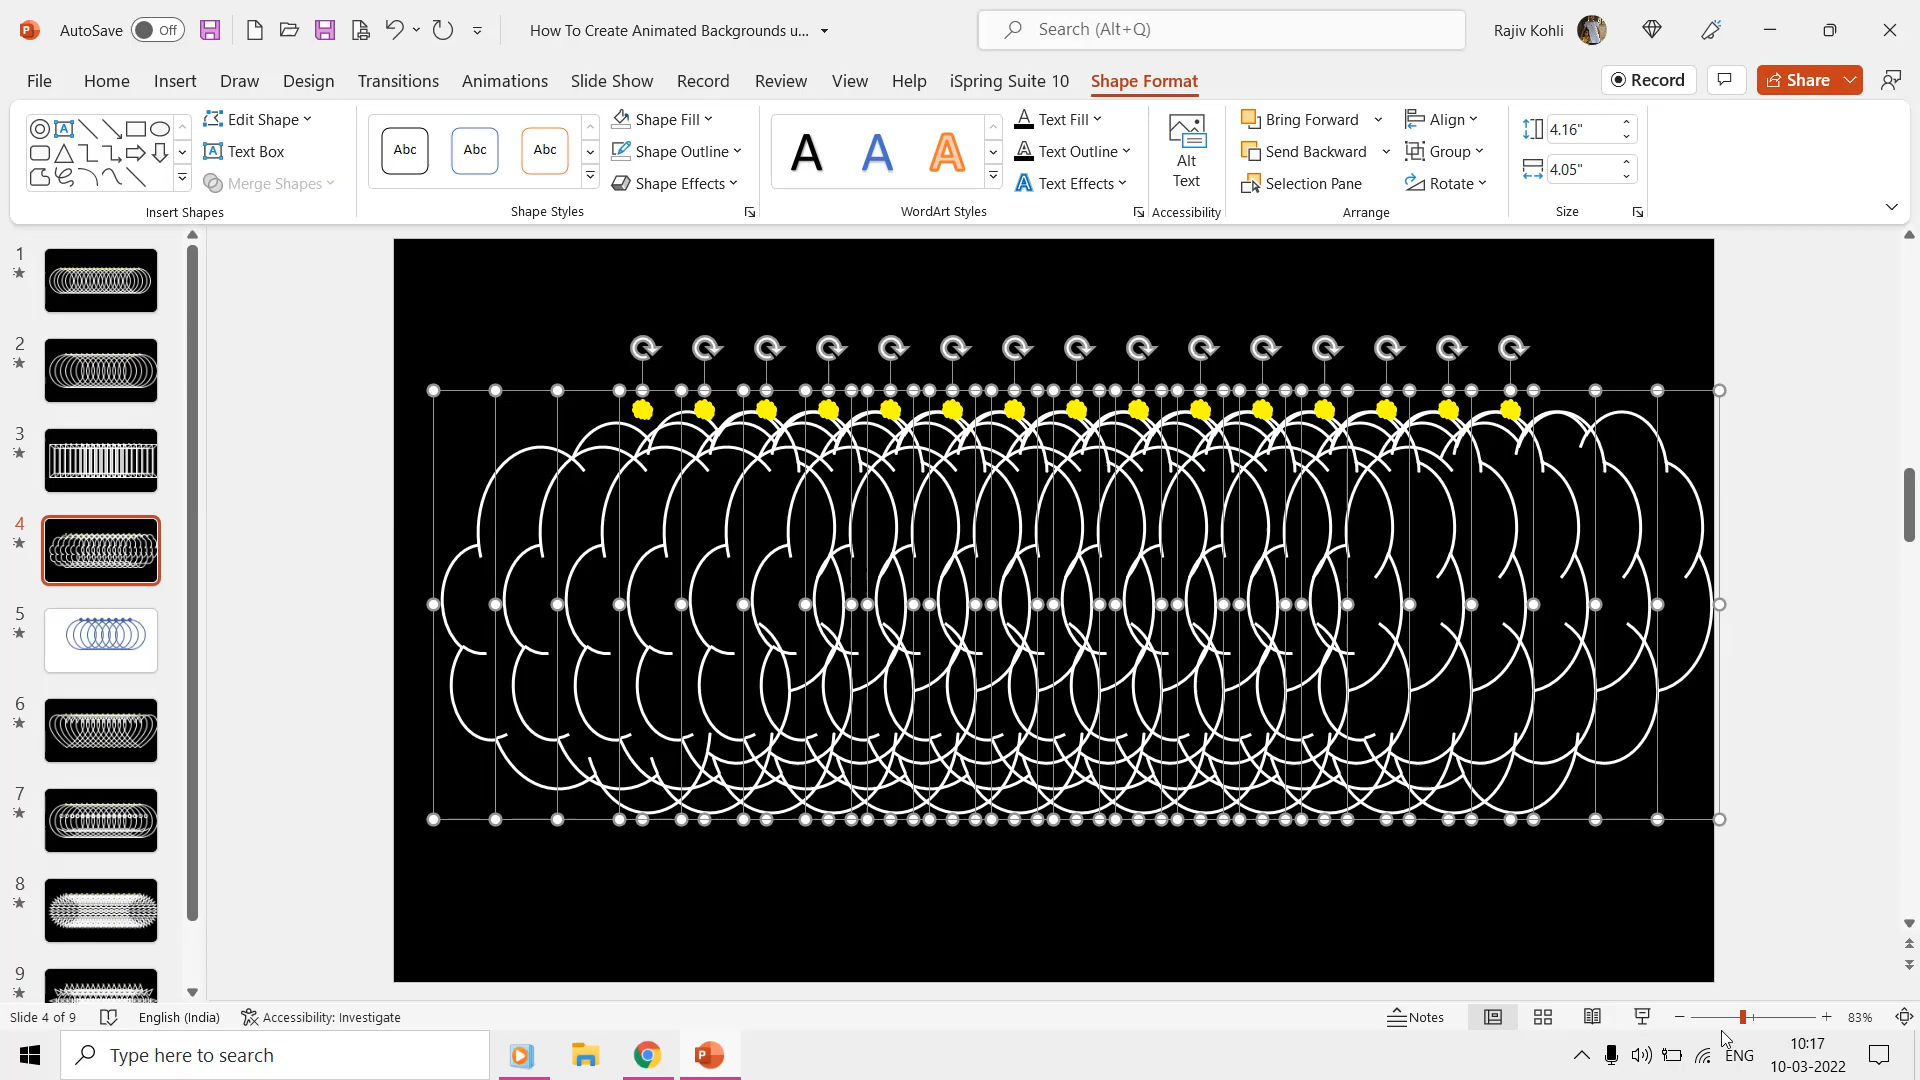 AutoSave Off
How To Create Animated Backgrounds u...
Search (Alt+Q)
Rajiv Kohli
File Home Insert Draw Design Transitions Animations Slide Show Record Review View Help iSpring Suite 10 Shape Format
Record
Share
Edit Shape
Text Box
Merge Shapes
Insert Shapes
Abc Abc Abc
Shape Fill
Shape Outline
Shape Effects
Shape Styles
A A A
Text Fill
Text Outline
Text Effects
WordArt Styles
Alt
Text
Accessibility
Bring Forward
Send Backward
Selection Pane
Align
Group
Rotate
Arrange
4.16"
4.05"
Size
1
2
3
4
5
6
7
8
9
Slide 4 of 9 English (India) Accessibility: Investigate
Notes
83%
Type here to search
ENG
10:17
10-03-2022